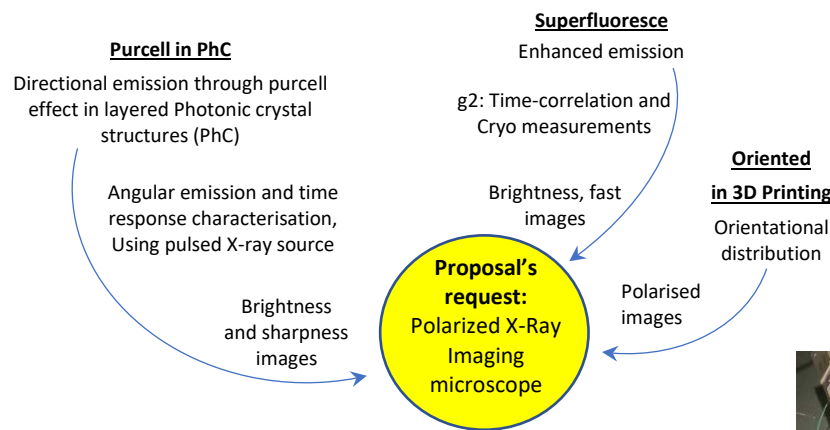 Purcell in PhC
Directional emission through purcell
effect in layered Photonic crystal
structures (PhC)
Angular emission and time
response characterisation,
Using pulsed X-ray source
Brightness
and sharpness
images
Superfluoresce
Enhanced emission
g2: Time-correlation and
Cryo measurements
Brightness, fast
images
Oriented
in 3D Printing
Orientational
distribution
Polarised
images
Proposal’s
request:
Polarized X-Ray
Imaging
microscope